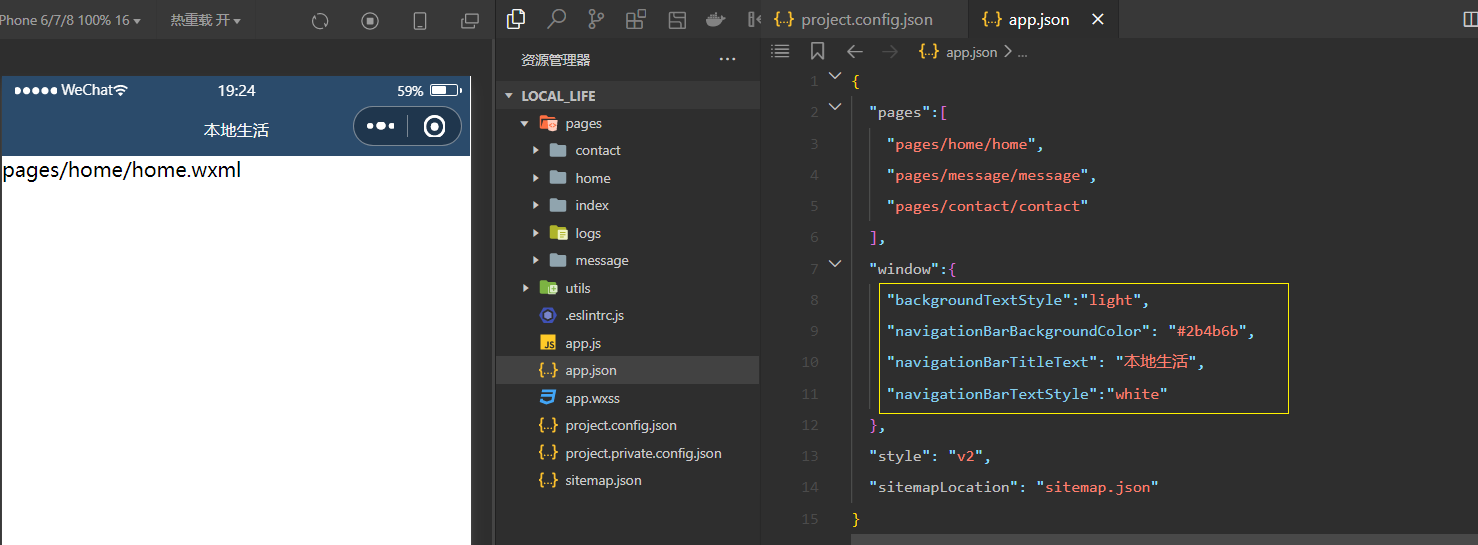 Phone 6/7/8 100% 16
热重载 开
project.config.json
app.json
资源管理器
app.json
...
WeChat
19:24
59%
本地生活
pages/home/home.wxml
LOCAL_LIFE
pages
contact
home
index
logs
message
utils
.eslintrc.js
JS
app.js
app.json
app.wxss
project.config.json
project.private.config.json
sitemap.json
1 {
2 "pages":[
3 "pages/home/home",
4 "pages/message/message",
5 "pages/contact/contact"
6 ],
7 "window":{
8 "backgroundTextStyle":"light",
9 "navigationBarBackgroundColor": "#2b4b6b",
10 "navigationBarTitleText": "本地生活",
11 "navigationBarTextStyle":"white"
12 },
13 "style": "v2",
14 "sitemapLocation": "sitemap.json"
15 }